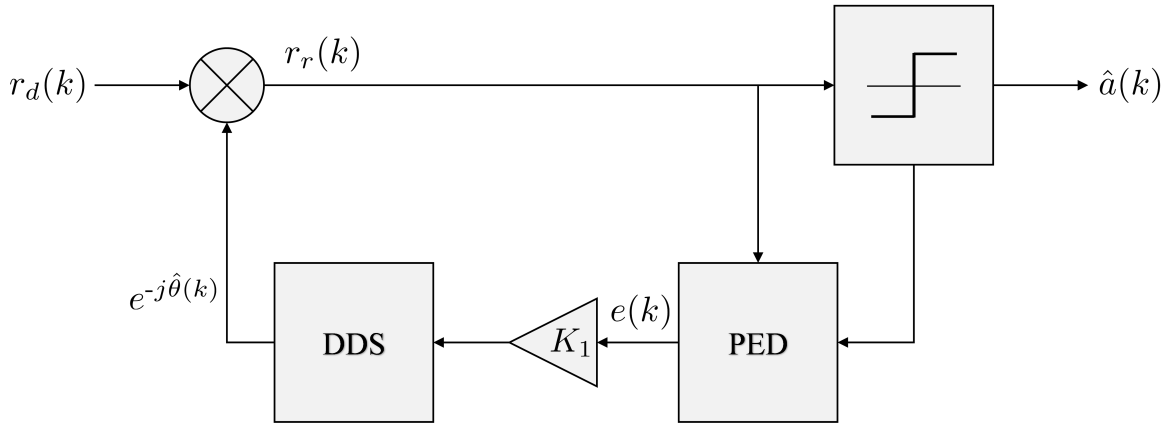 r_d(k)
r_r(k)
â(k)
e^{-jθ̂(k)}
DDS
K_1
e(k)
PED